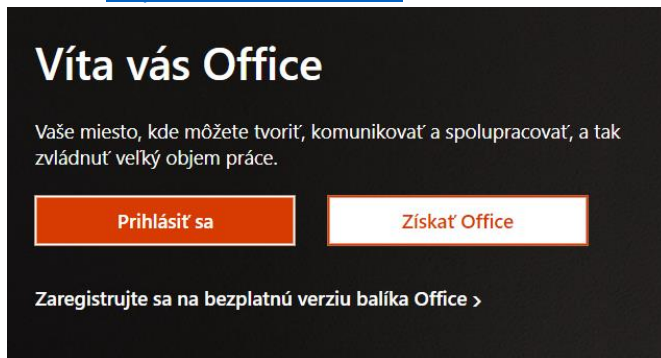 Víta vás Office
Vaše miesto, kde môžete tvoriť, komunikovať a spolupracovať, a tak
zvládnuť veľký objem práce.
Prihlásiť sa
Získať Office
Zaregistrujte sa na bezplatnú verziu balíka Office >